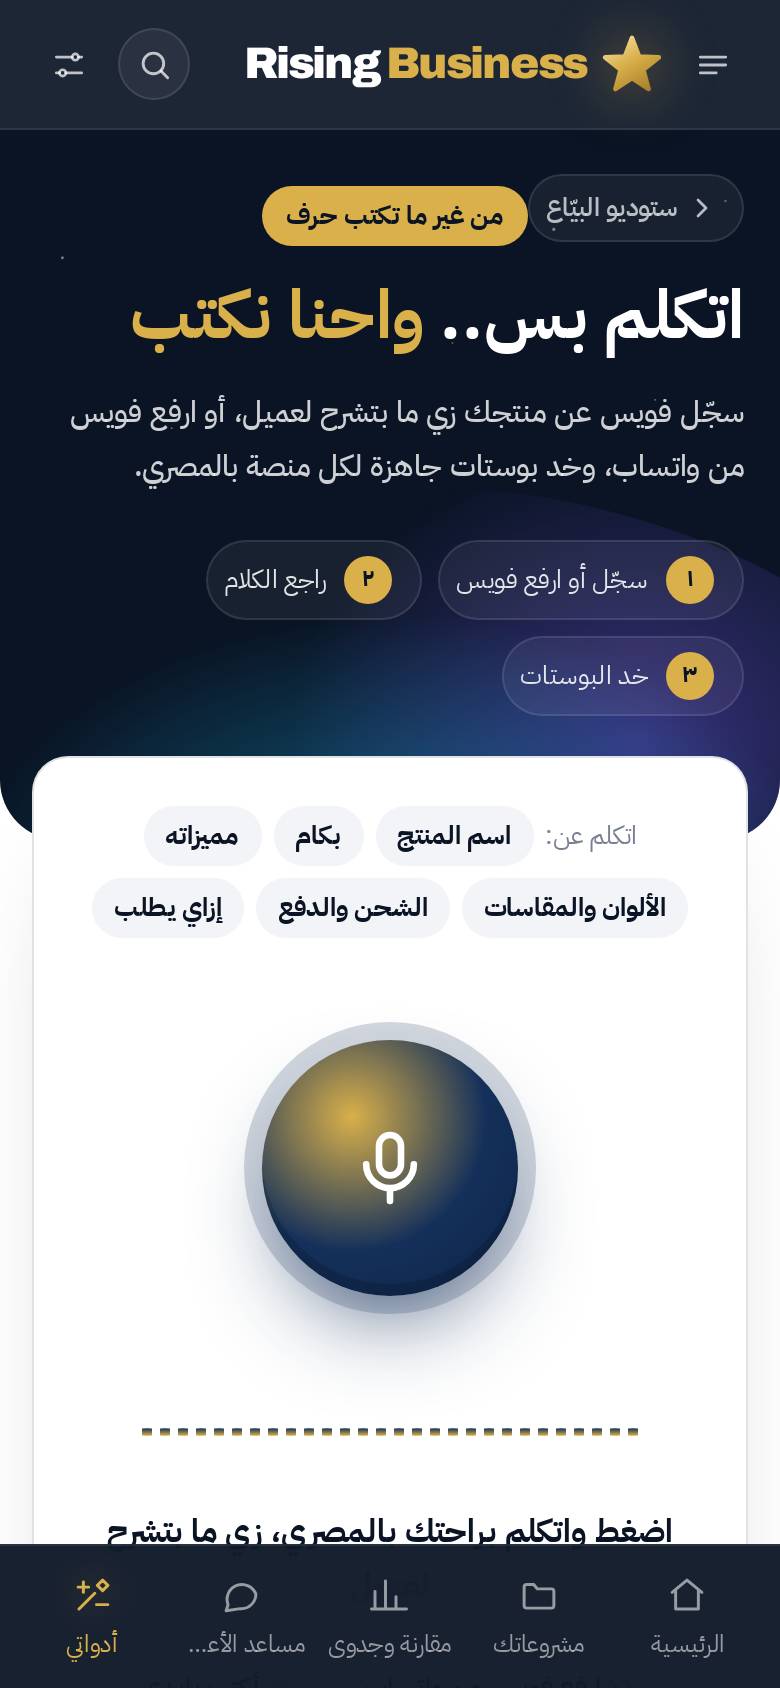 Rising Business
ستوديو البيّاع
من غير ما تكتب حرف
اتكلم بس.. واحنا نكتب
سجّل فويس عن منتجك زي ما بتشرح لعميل، أو ارفع فويس
من واتساب، وخد بوستات جاهزة لكل منصة بالمصري.
١ سجّل أو ارفع فويس
٢ راجع الكلام
٣ خد البوستات
اتكلم عن: اسم المنتج بكام مميزاته
الألوان والمقاسات الشحن والدفع إزاي يطلب
اضغط واتكلم براحتك بالمصري، زي ما بتشرح
الرئيسية مشروعاتك مقارنة وجدوى مساعد الأع... أدواتي